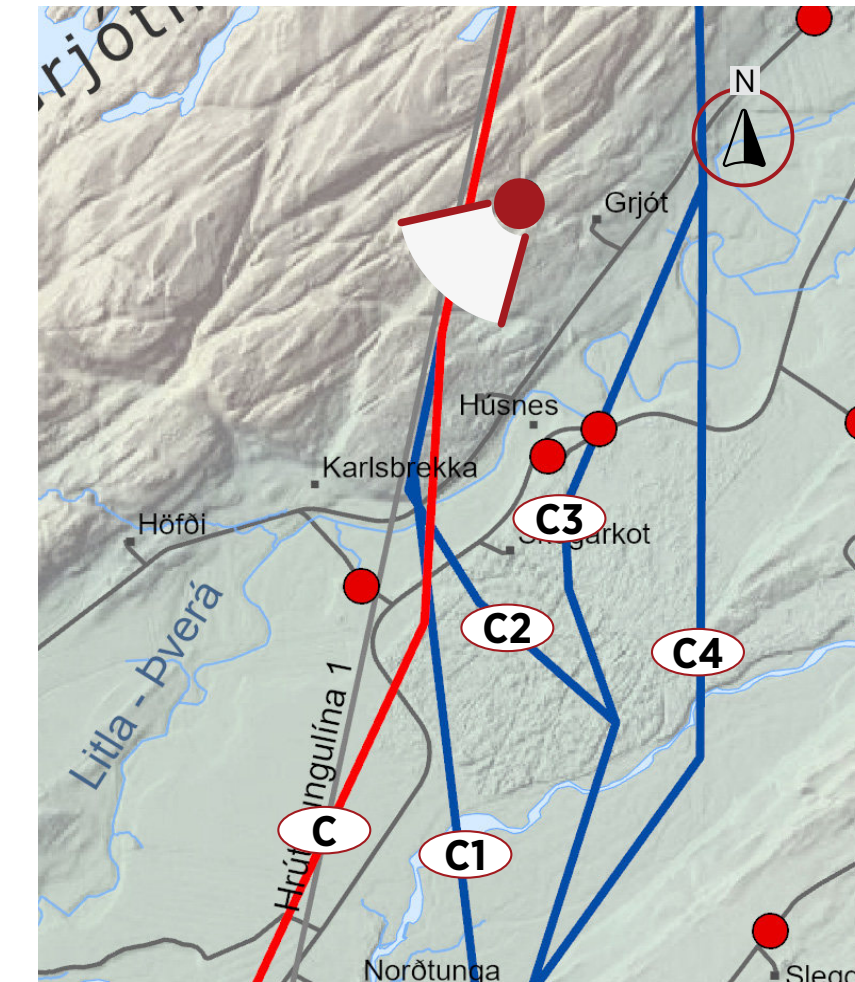 N
Grjót
Húsnes
Karlsbrekka
C3
Höfði
C2
C4
Litla - Þverá
C
C1
Norðtunga